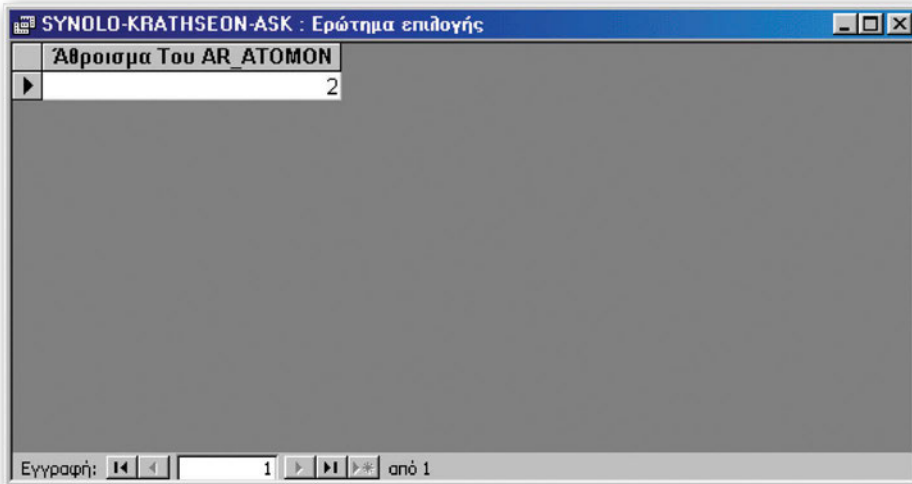 SYNOLO-KRATHSEON-ASK : Ερώτημα επιλογής
Άθροισμα Του AR_ATOMON
2
Εγγραφή: 1 από 1